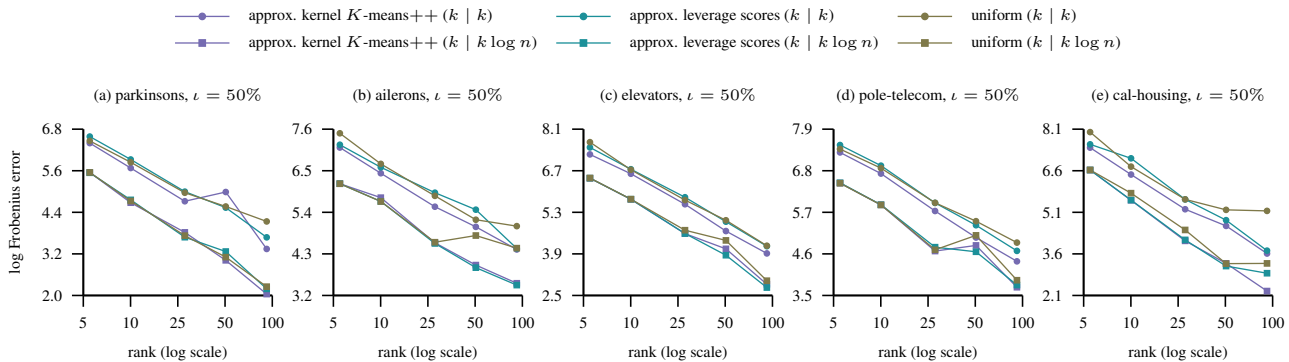 approx. kernel K-means++ (k | k) approx. leverage scores (k | k) uniform (k | k)
approx. kernel K-means++ (k | k log n) approx. leverage scores (k | k log n) uniform (k | k log n)
(a) parkinsons, ι = 50% (b) ailerons, ι = 50% (c) elevators, ι = 50% (d) pole-telecom, ι = 50% (e) cal-housing, ι = 50%
6.8 7.6 8.1 7.9 8.1
5.6 6.5 6.7 6.8 6.6
4.4 5.4 5.3 5.7 5.1
3.2 4.3 3.9 4.6 3.6
2.0 3.2 2.5 3.5 2.1
log Frobenius error
5 10 25 50 100 5 10 25 50 100 5 10 25 50 100 5 10 25 50 100 5 10 25 50 100
rank (log scale) rank (log scale) rank (log scale) rank (log scale) rank (log scale)